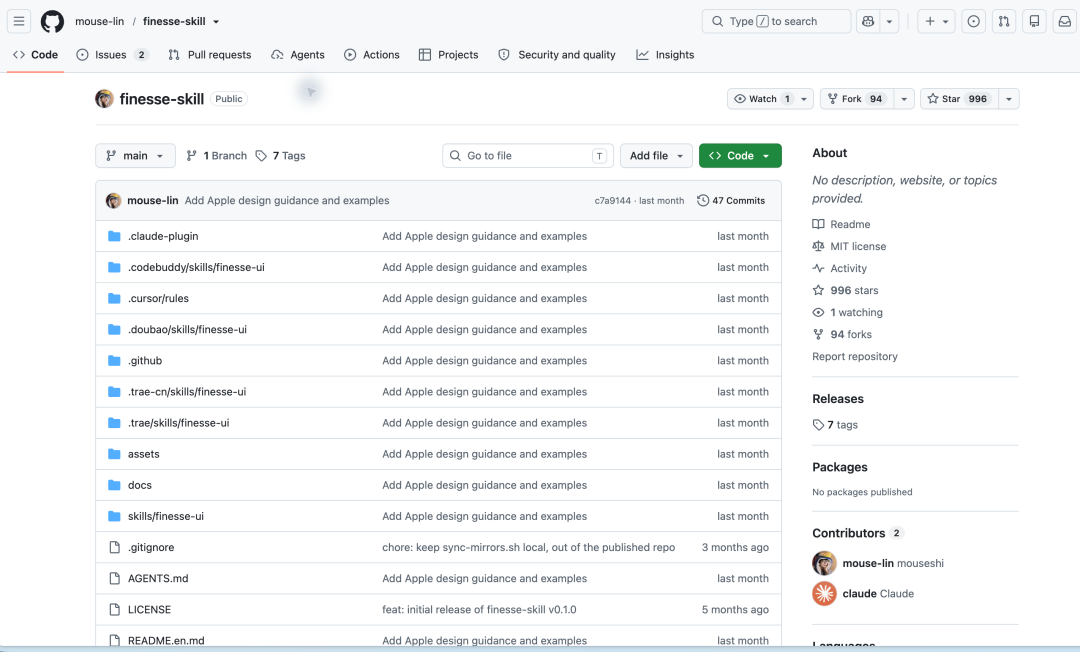 mouse-lin / finesse-skill
Type / to search
Code
Issues 2
Pull requests
Agents
Actions
Projects
Security and quality
Insights
finesse-skill Public
Watch 1
Fork 94
Star 996
main
1 Branch
7 Tags
Go to file T
Add file
Code
mouse-lin Add Apple design guidance and examples c7a9144 · last month 47 Commits
.claude-plugin Add Apple design guidance and examples last month
.codebuddy/skills/finesse-ui Add Apple design guidance and examples last month
.cursor/rules Add Apple design guidance and examples last month
.doubao/skills/finesse-ui Add Apple design guidance and examples last month
.github Add Apple design guidance and examples last month
.trae-cn/skills/finesse-ui Add Apple design guidance and examples last month
.trae/skills/finesse-ui Add Apple design guidance and examples last month
assets Add Apple design guidance and examples last month
docs Add Apple design guidance and examples last month
skills/finesse-ui Add Apple design guidance and examples last month
.gitignore chore: keep sync-mirrors.sh local, out of the published repo 3 months ago
AGENTS.md Add Apple design guidance and examples last month
LICENSE feat: initial release of finesse-skill v0.1.0 5 months ago
README.en.md Add Apple design guidance and examples last month
About
No description, website, or topics
provided.
Readme
MIT license
Activity
996 stars
1 watching
94 forks
Report repository
Releases
7 tags
Packages
No packages published
Contributors 2
mouse-lin mouseshi
claude Claude
Languages